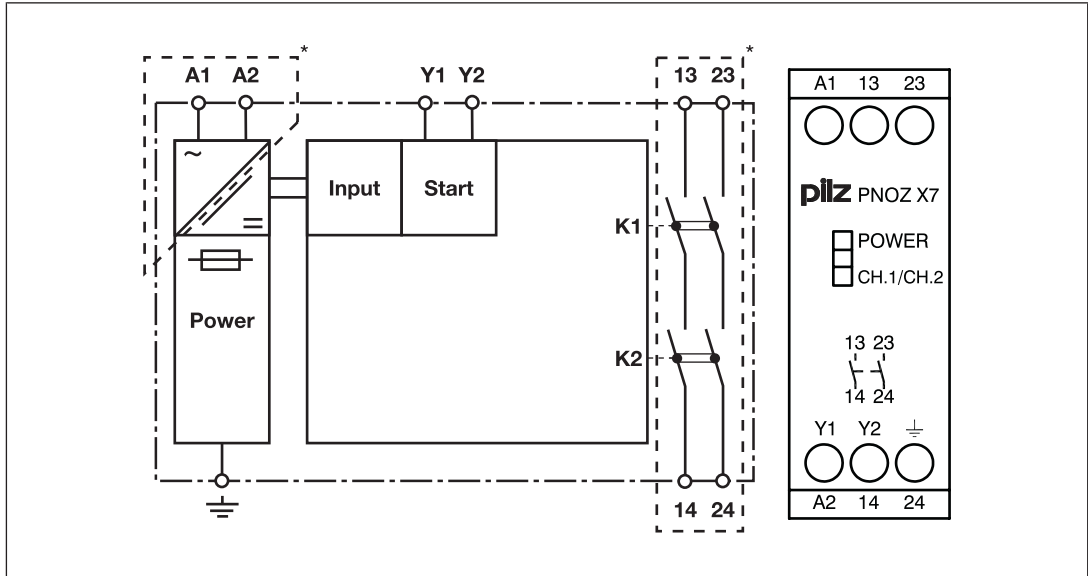 * *
A1 A2 Y1 Y2 13 23
~
Input Start
K1
=
Power
K2
14 24
A1 13 23
pilz PNOZ X7
POWER
CH.1/CH.2
13 23
14 24
Y1 Y2
A2 14 24